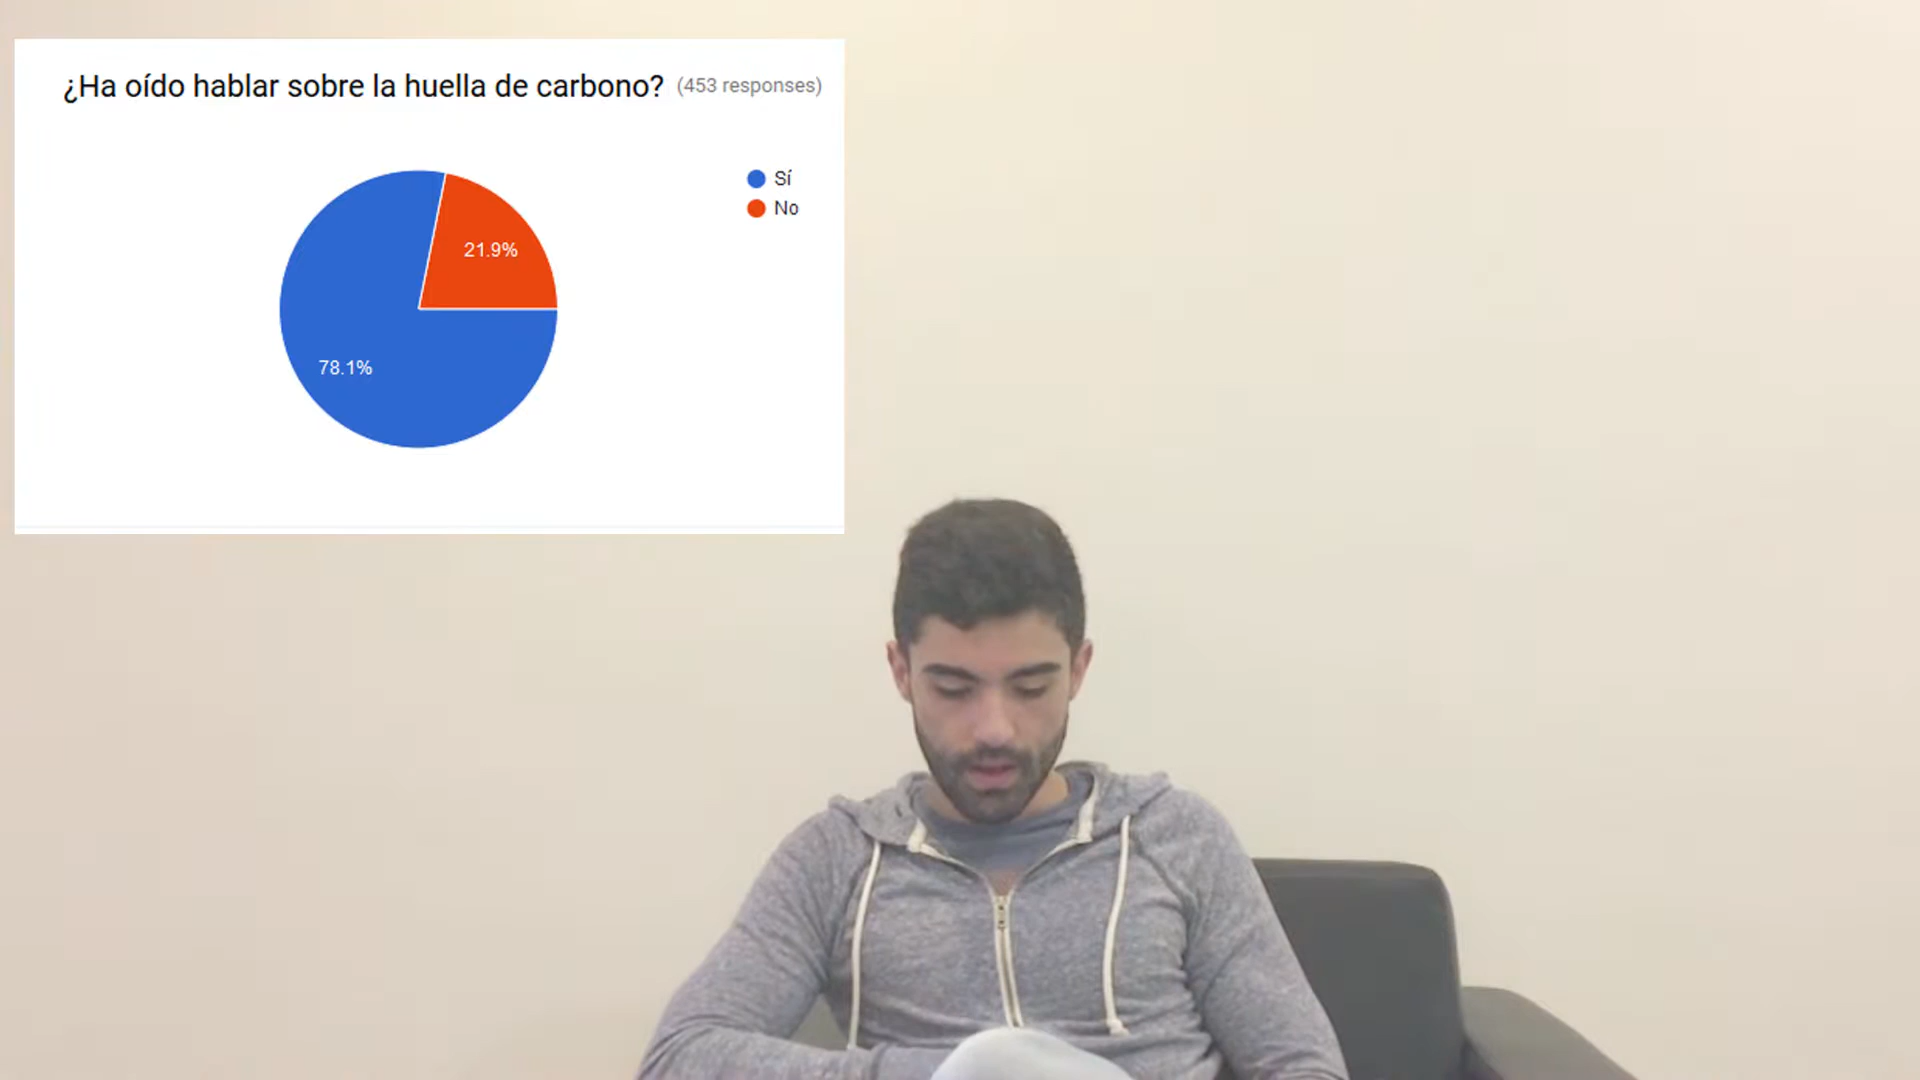 ¿Ha oído hablar sobre la huella de carbono? (453 responses)
Sí
No
21.9%
78.1%